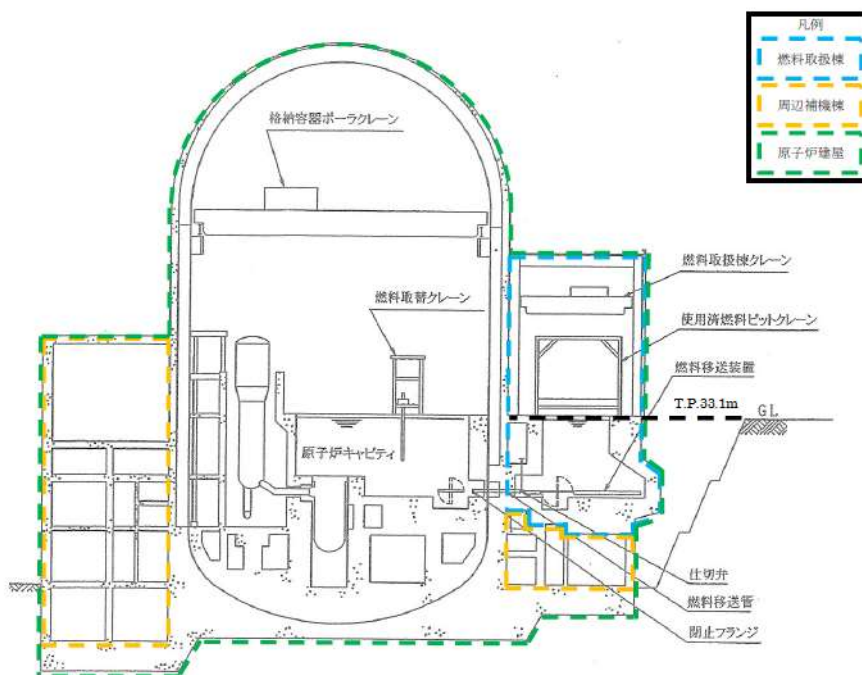 凡例
燃料取扱棟
周辺補機棟
原子炉建屋
格納容器ポーラクレーン
燃料取扱棟クレーン
燃料取替クレーン
使用済燃料ピットクレーン
燃料移送装置
T.P.33.1m
GL
原子炉キャビティ
仕切弁
燃料移送管
閉止フランジ